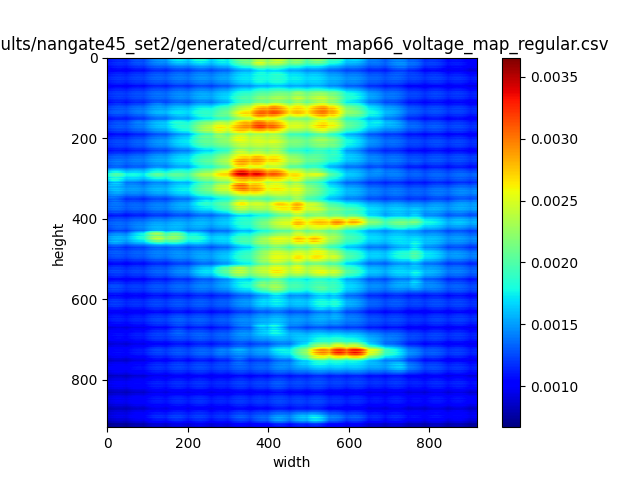 ults/nangate45_set2/generated/current_map66_voltage_map_regular.csv
0
200
400
600
800
height
0 200 400 600 800
width
0.0035
0.0030
0.0025
0.0020
0.0015
0.0010